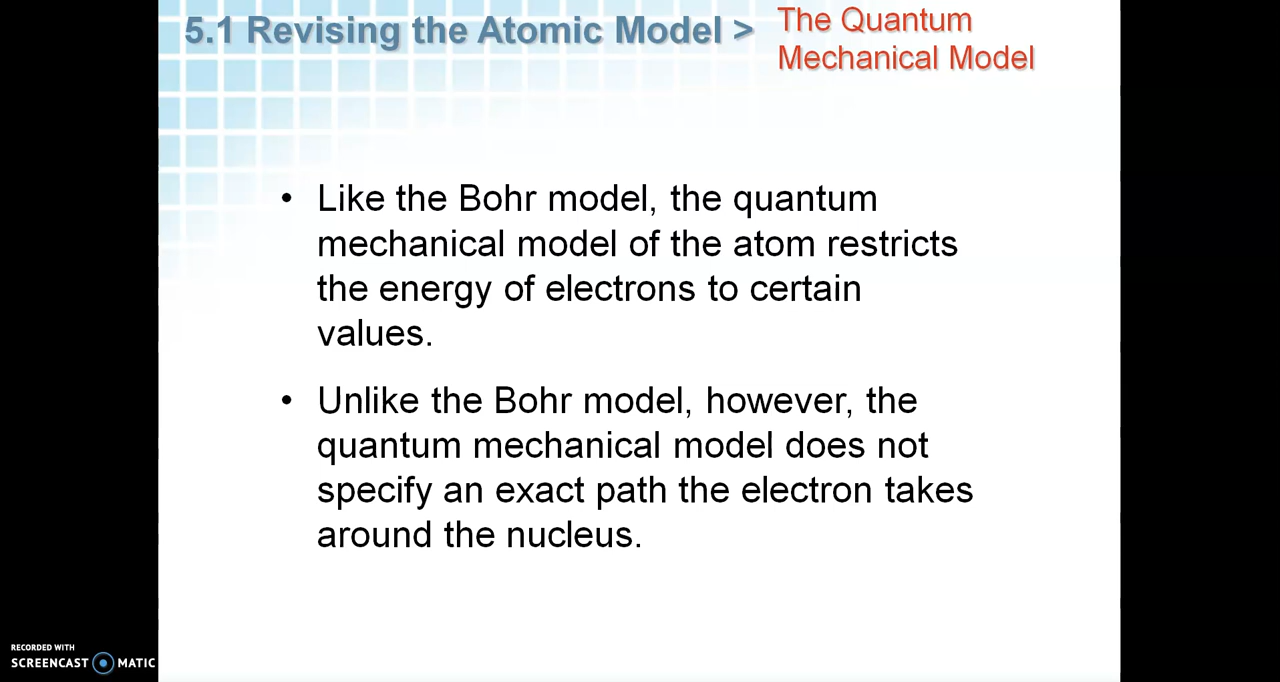 5.1 Revising the Atomic Model >
The Quantum
Mechanical Model
• Like the Bohr model, the quantum
mechanical model of the atom restricts
the energy of electrons to certain
values.
• Unlike the Bohr model, however, the
quantum mechanical model does not
specify an exact path the electron takes
around the nucleus.
RECORDED WITH
SCREENCAST MATIC